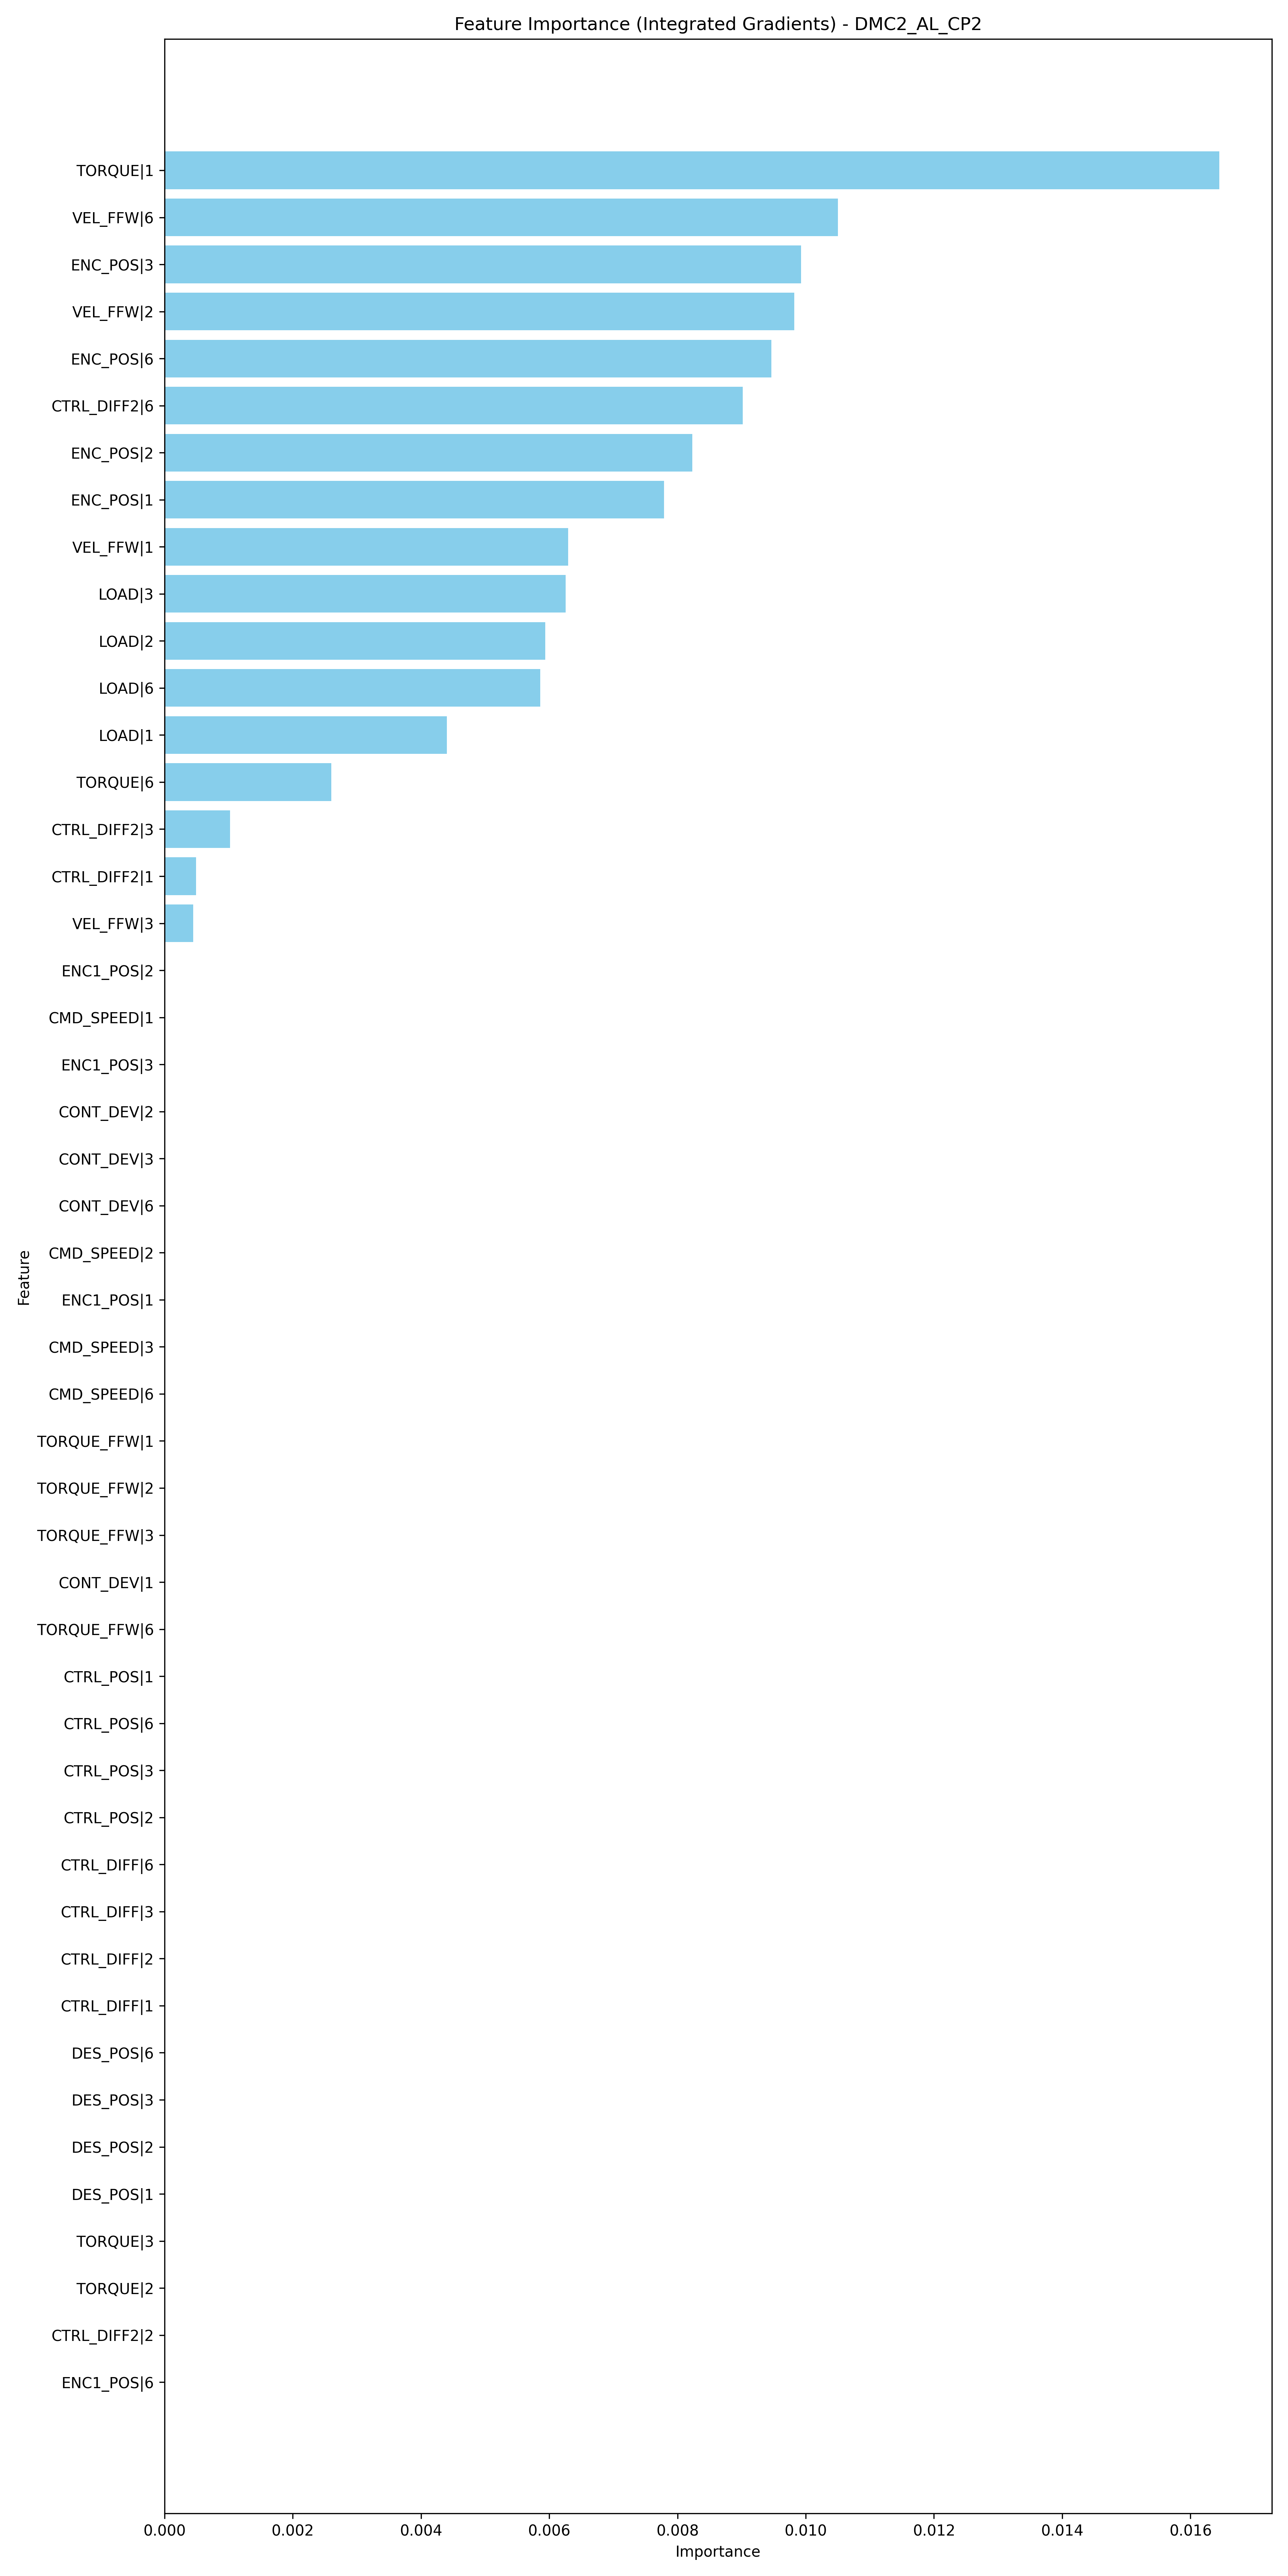 Feature Importance (Integrated Gradients) - DMC2_AL_CP2
TORQUE|1
VEL_FFW|6
ENC_POS|3
VEL_FFW|2
ENC_POS|6
CTRL_DIFF2|6
ENC_POS|2
ENC_POS|1
VEL_FFW|1
LOAD|3
LOAD|2
LOAD|6
LOAD|1
TORQUE|6
CTRL_DIFF2|3
CTRL_DIFF2|1
VEL_FFW|3
ENC1_POS|2
CMD_SPEED|1
ENC1_POS|3
CONT_DEV|2
CONT_DEV|3
CONT_DEV|6
CMD_SPEED|2
ENC1_POS|1
CMD_SPEED|3
CMD_SPEED|6
TORQUE_FFW|1
TORQUE_FFW|2
TORQUE_FFW|3
CONT_DEV|1
TORQUE_FFW|6
CTRL_POS|1
CTRL_POS|6
CTRL_POS|3
CTRL_POS|2
CTRL_DIFF|6
CTRL_DIFF|3
CTRL_DIFF|2
CTRL_DIFF|1
DES_POS|6
DES_POS|3
DES_POS|2
DES_POS|1
TORQUE|3
TORQUE|2
CTRL_DIFF2|2
ENC1_POS|6
Feature
0.000 0.002 0.004 0.006 0.008 0.010 0.012 0.014 0.016
Importance